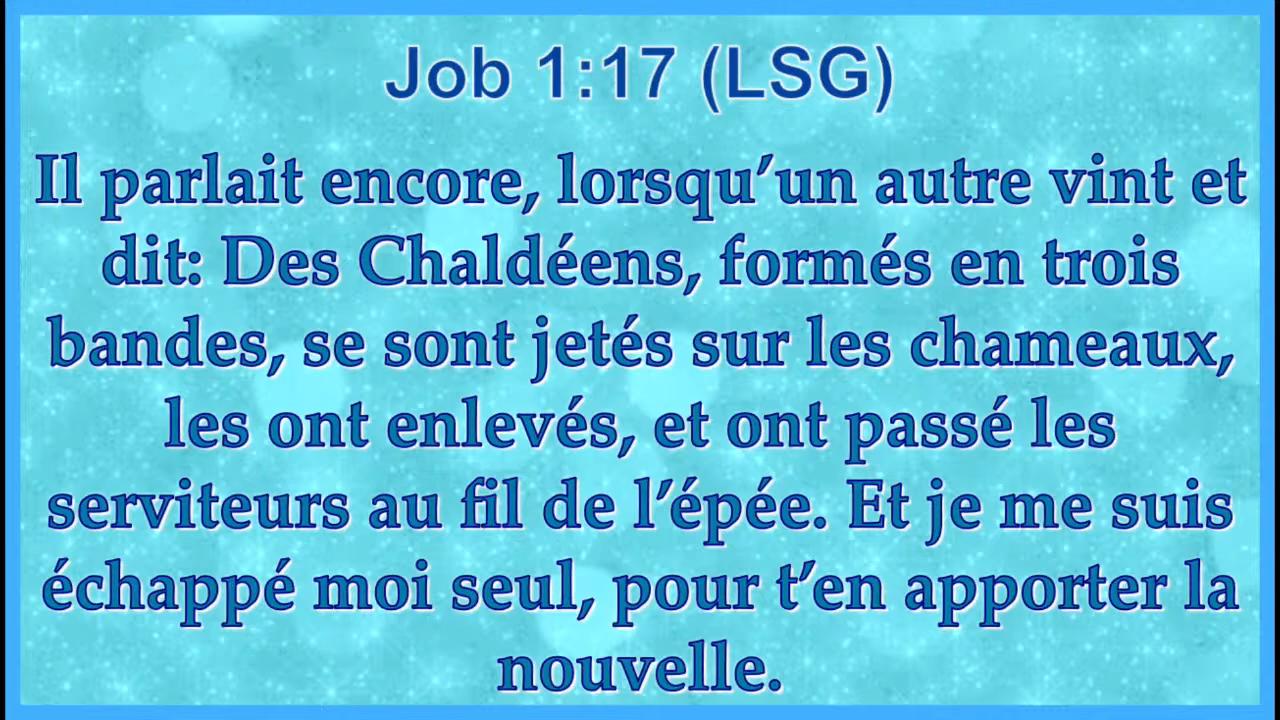 Job 1:17 (LSG)
Il parlait encore, lorsqu’un autre vint et
dit: Des Chaldéens, formés en trois
bandes, se sont jetés sur les chameaux,
les ont enlevés, et ont passé les
serviteurs au fil de l’épée. Et je me suis
échappé moi seul, pour t’en apporter la
nouvelle.